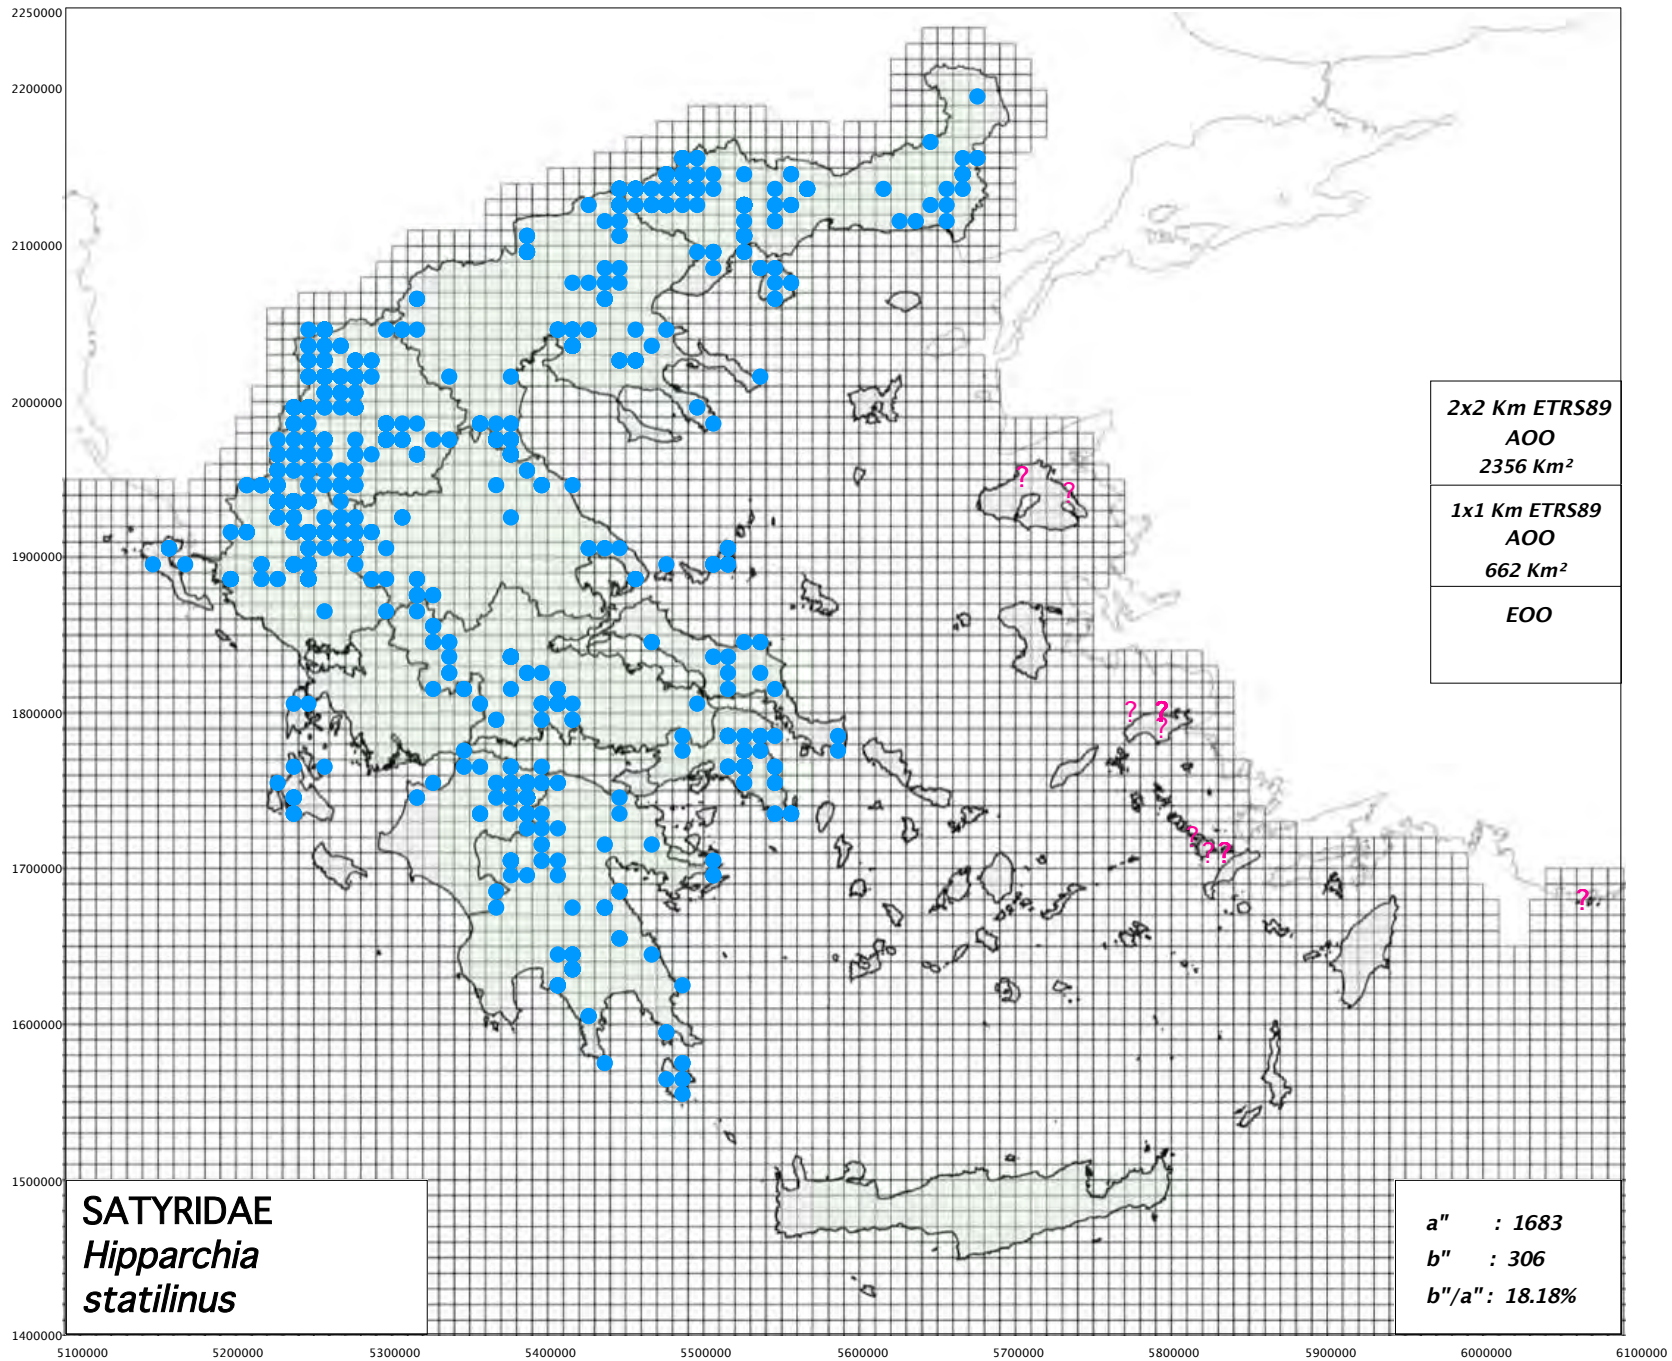 2250000
2200000
2100000
2000000
1900000
1800000
1700000
1600000
1500000
1400000
5100000 5200000 5300000 5400000 5500000 5600000 5700000 5800000 5900000 6000000 6100000
? ?
? ? ?
? ? ?
?
2x2 Km ETRS89
AOO
2356 Km²
1x1 Km ETRS89
AOO
662 Km²
EOO
SATYRIDAE
Hipparchia
statilinus
a" : 1683
b" : 306
b"/a" : 18.18%